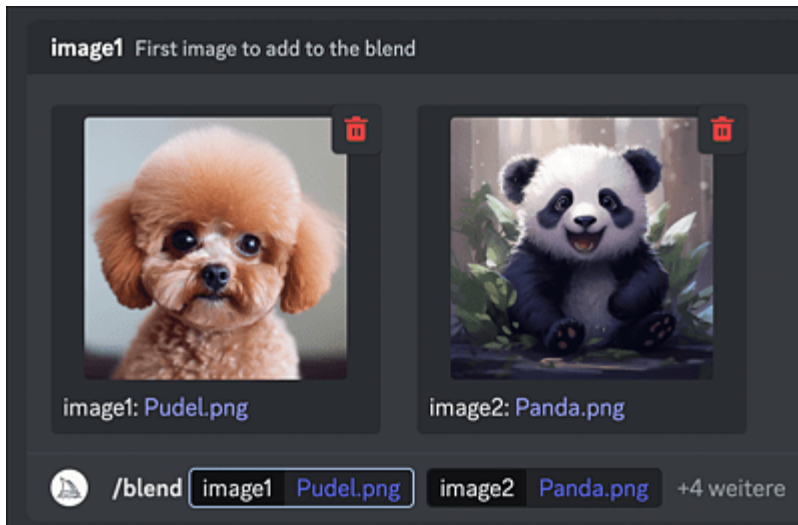 image1 First image to add to the blend
image1: Pudel.png
image2: Panda.png
/blend image1 Pudel.png image2 Panda.png +4 weitere